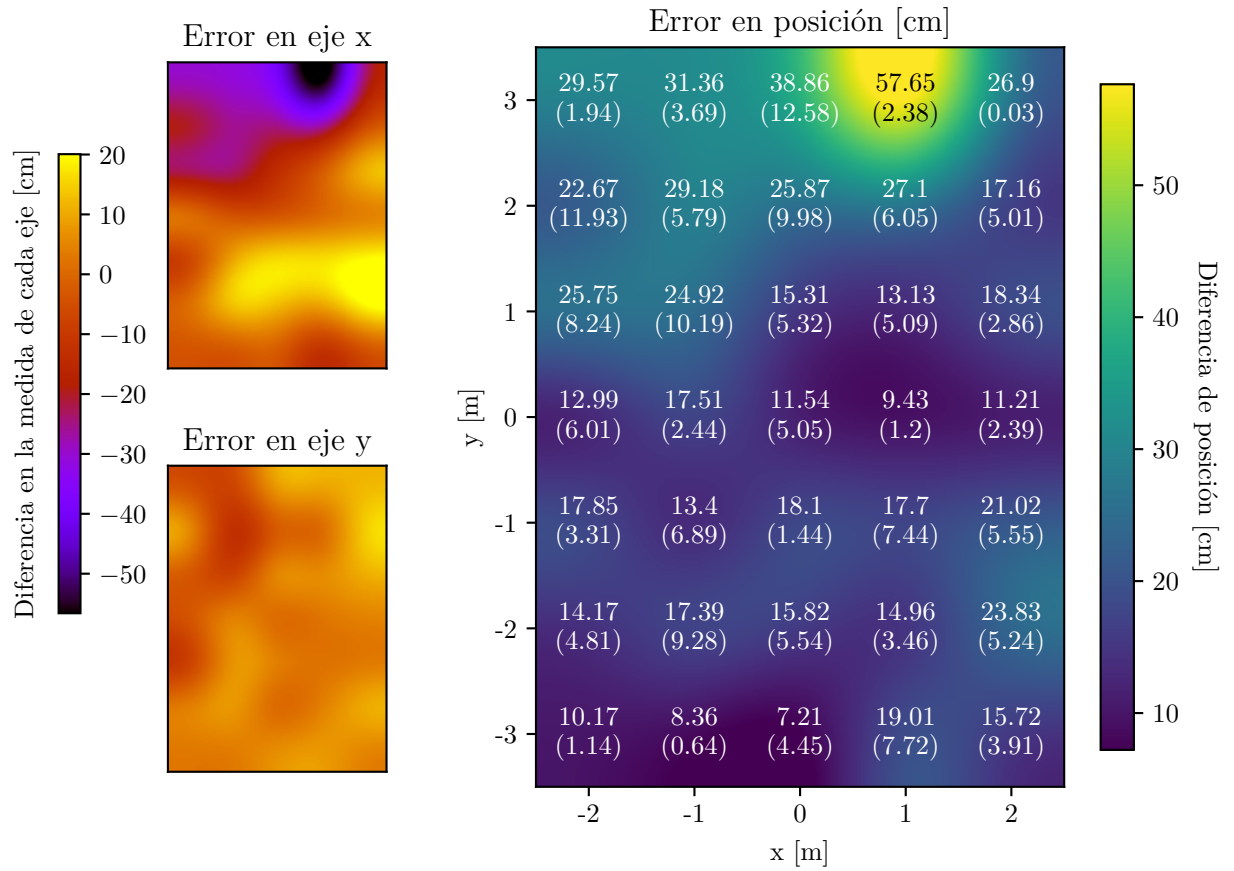 Error en eje x
Diferencia en la medida de cada eje [cm]
20
10
0
−10
−20
−30
−40
−50
Error en eje y
Error en posición [cm]
y [m]
3
2
1
0
-1
-2
-3
29.57 31.36 38.86 57.65 26.9
(1.94) (3.69) (12.58) (2.38) (0.03)
22.67 29.18 25.87 27.1 17.16
(11.93) (5.79) (9.98) (6.05) (5.01)
25.75 24.92 15.31 13.13 18.34
(8.24) (10.19) (5.32) (5.09) (2.86)
12.99 17.51 11.54 9.43 11.21
(6.01) (2.44) (5.05) (1.2) (2.39)
17.85 13.4 18.1 17.7 21.02
(3.31) (6.89) (1.44) (7.44) (5.55)
14.17 17.39 15.82 14.96 23.83
(4.81) (9.28) (5.54) (3.46) (5.24)
10.17 8.36 7.21 19.01 15.72
(1.14) (0.64) (4.45) (7.72) (3.91)
-2 -1 0 1 2
x [m]
50
40
30
20
10
Diferencia de posición [cm]